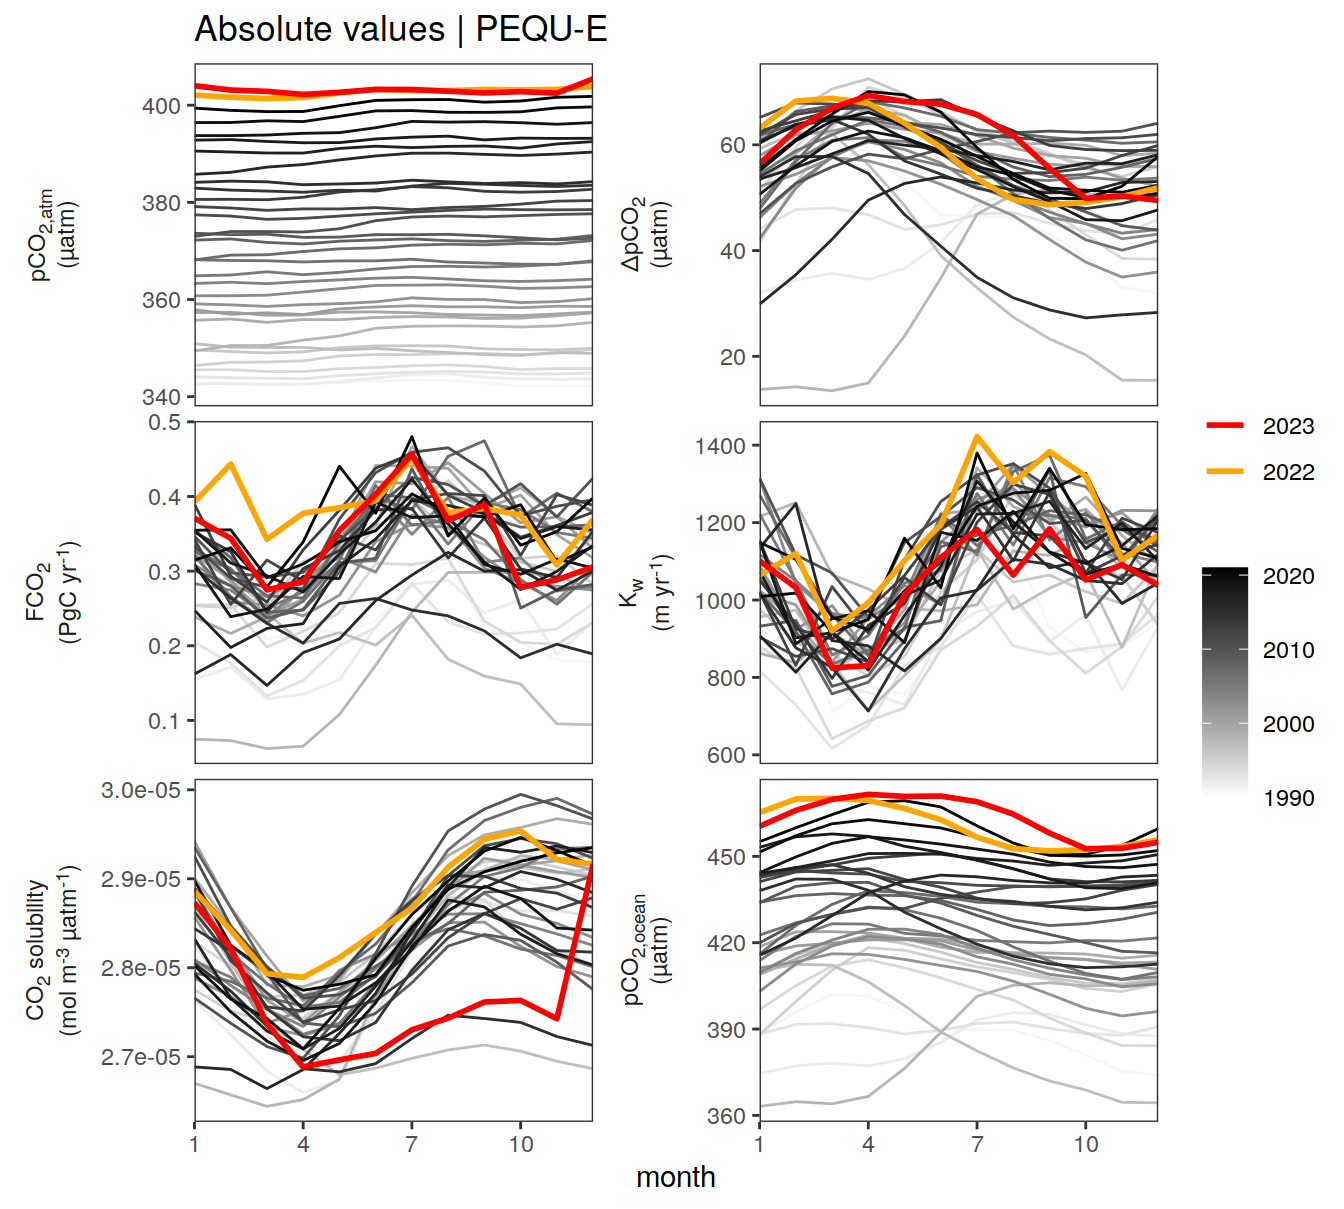 Absolute values | PEQU-E
pCO2,atm
(µatm)
400
380
360
340
ΔpCO2
(µatm)
60
40
20
FCO2
(PgC yr-1)
0.5
0.4
0.3
0.2
0.1
Kw
(m yr-1)
1400
1200
1000
800
600
CO2 solubility
(mol m-3 µatm-1)
3.0e-05
2.9e-05
2.8e-05
2.7e-05
1 4 7 10
pCO2,ocean
(µatm)
450
420
390
360
1 4 7 10
month
2023
2022
2020
2010
2000
1990